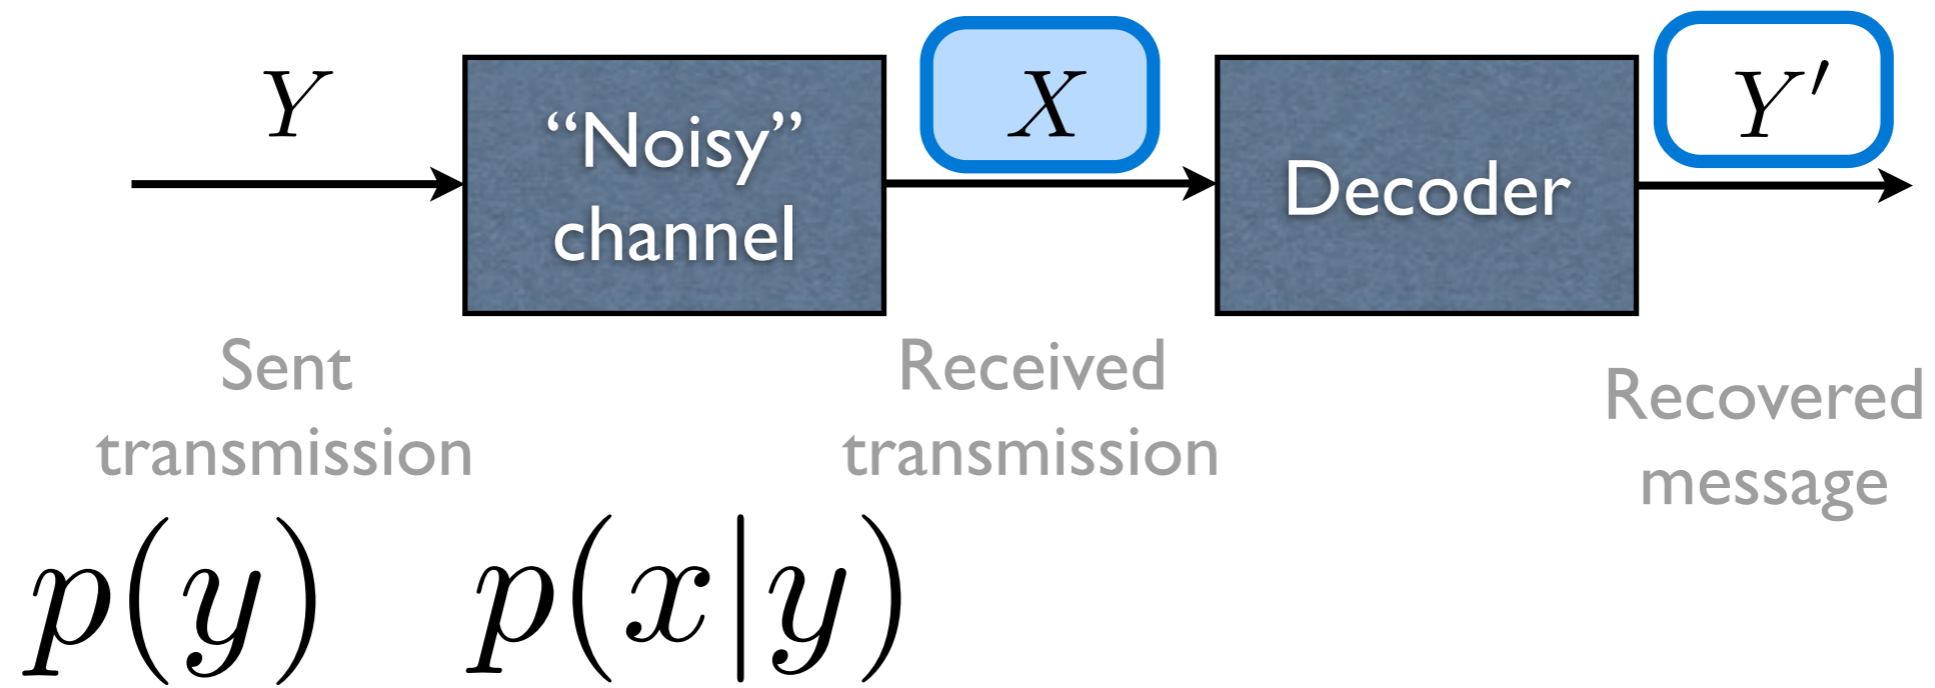 Y
“Noisy”
channel
X
Decoder
Y′
Sent
transmission
Received
transmission
Recovered
message
p(y)
p(x|y)